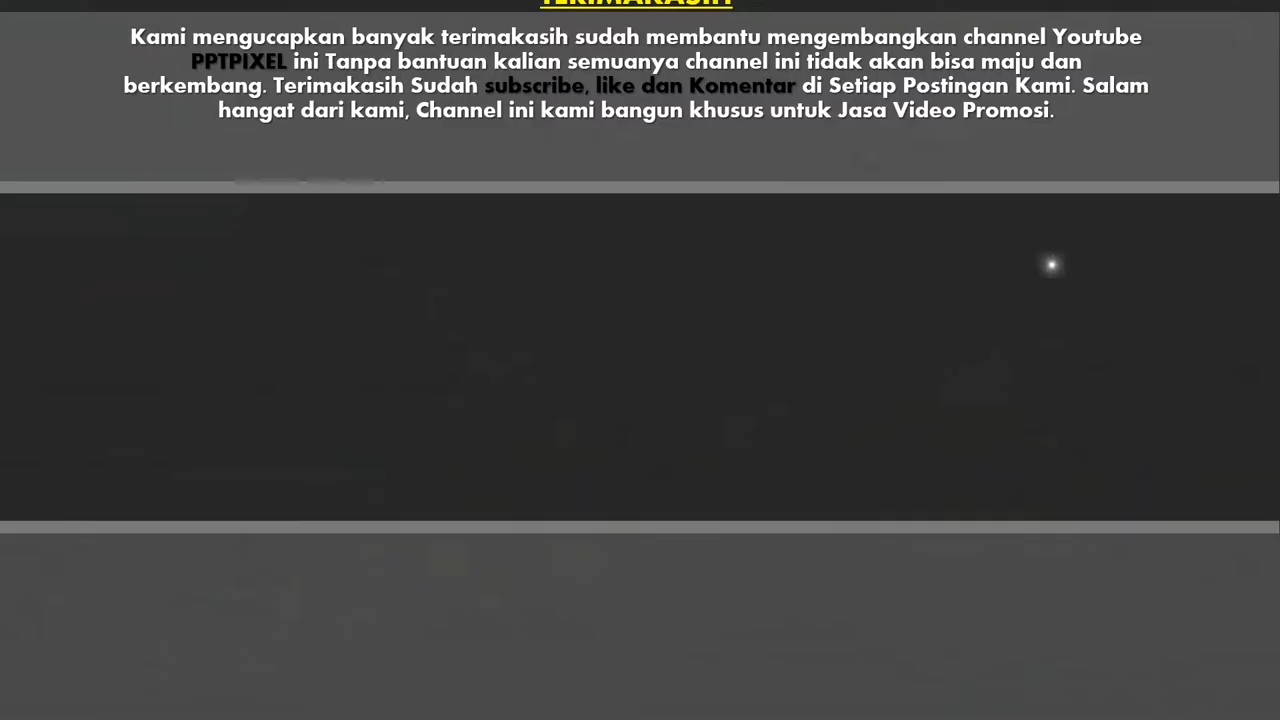 TERIMAKASIH
Kami mengucapkan banyak terimakasih sudah membantu mengembangkan channel Youtube
PPTPIXEL ini Tanpa bantuan kalian semuanya channel ini tidak akan bisa maju dan
berkembang. Terimakasih Sudah subscribe, like dan Komentar di Setiap Postingan Kami. Salam
hangat dari kami, Channel ini kami bangun khusus untuk Jasa Video Promosi.